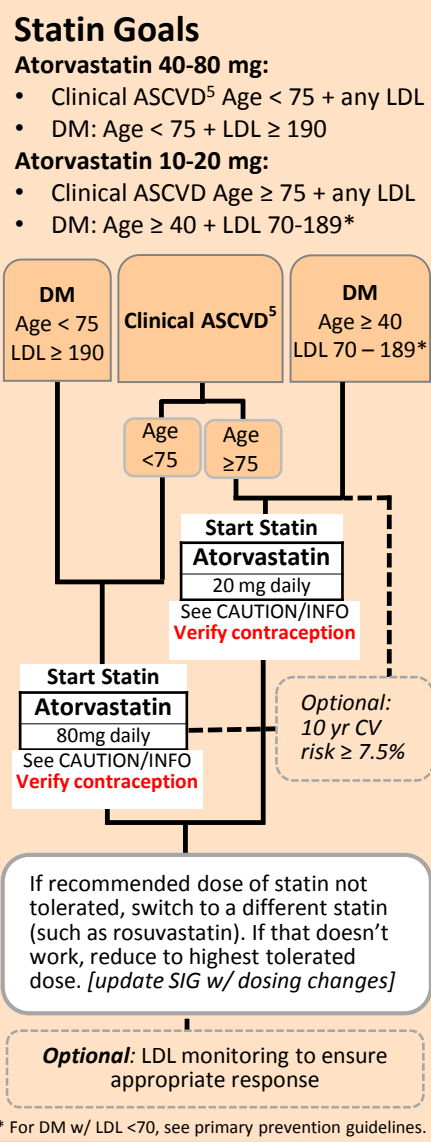 Statin Goals
Atorvastatin 40-80 mg:
• Clinical ASCVD⁵ Age < 75 + any LDL
• DM: Age < 75 + LDL ≥ 190
Atorvastatin 10-20 mg:
• Clinical ASCVD Age ≥ 75 + any LDL
• DM: Age ≥ 40 + LDL 70-189*
DM
Age < 75
LDL ≥ 190
Clinical ASCVD⁵
DM
Age ≥ 40
LDL 70 – 189*
Age
<75
Age
≥75
Start Statin
Atorvastatin
20 mg daily
See CAUTION/INFO
Verify contraception
Start Statin
Atorvastatin
80mg daily
See CAUTION/INFO
Verify contraception
Optional:
10 yr CV
risk ≥ 7.5%
If recommended dose of statin not
tolerated, switch to a different statin
(such as rosuvastatin). If that doesn’t
work, reduce to highest tolerated
dose. [update SIG w/ dosing changes]
Optional: LDL monitoring to ensure
appropriate response
* For DM w/ LDL <70, see primary prevention guidelines.